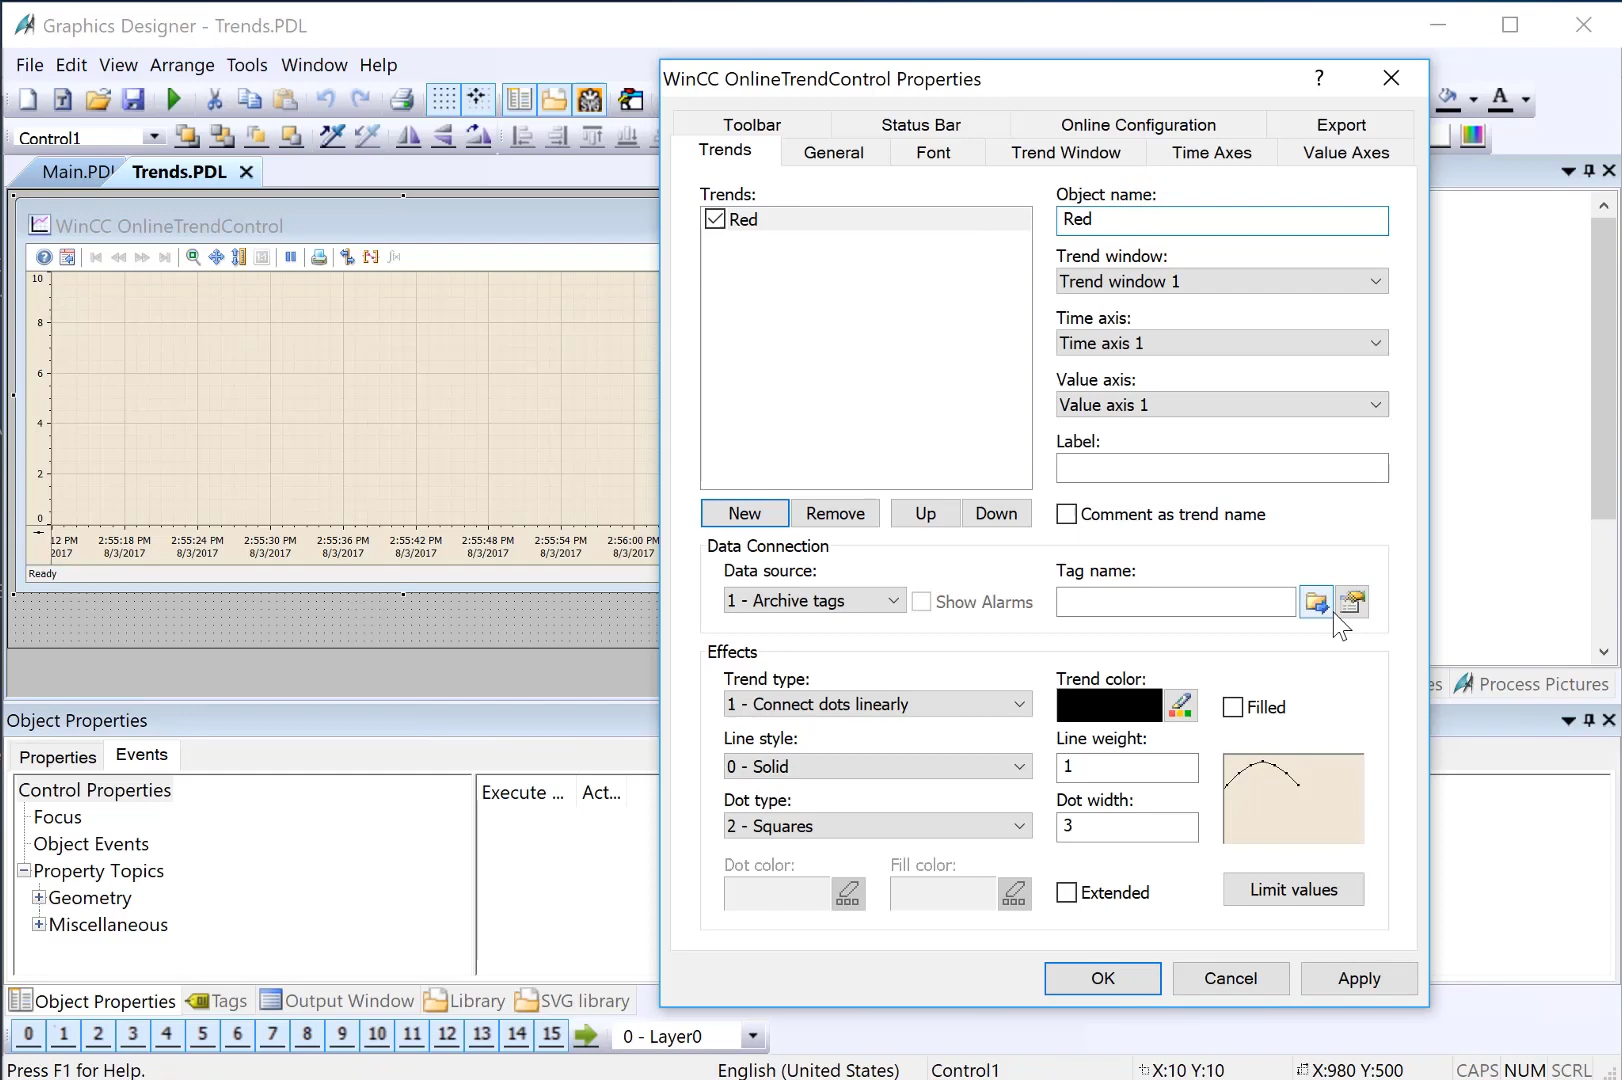 Graphics Designer - Trends.PDL
File Edit View Arrange Tools Window Help
Control1
Main.PDL Trends.PDL
WinCC OnlineTrendControl
10
8
6
4
2
0
12 PM 2:55:18 PM 2:55:24 PM 2:55:30 PM 2:55:36 PM 2:55:42 PM 2:55:48 PM 2:55:54 PM 2:56:00 PM
2017 8/3/2017 8/3/2017 8/3/2017 8/3/2017 8/3/2017 8/3/2017 8/3/2017 8/3/2017
Ready
WinCC OnlineTrendControl Properties ?
Toolbar Status Bar Online Configuration Export
Trends General Font Trend Window Time Axes Value Axes
Trends:
Red
New Remove Up Down
Object name:
Red
Trend window:
Trend window 1
Time axis:
Time axis 1
Value axis:
Value axis 1
Label:
Comment as trend name
Data Connection
Data source:
1 - Archive tags
Show Alarms
Tag name:
Effects
Trend type:
1 - Connect dots linearly
Line style:
0 - Solid
Dot type:
2 - Squares
Dot color: Fill color:
Trend color:
Filled
Line weight:
1
Dot width:
3
Extended
Limit values
OK Cancel Apply
es Process Pictures
Object Properties
Properties Events
Control Properties
Focus
Object Events
Property Topics
Geometry
Miscellaneous
Execute ... Act...
Object Properties Tags Output Window Library SVG library
0 1 2 3 4 5 6 7 8 9 10 11 12 13 14 15 0 - Layer0
Press F1 for Help. English (United States) Control1 X:10 Y:10 X:980 Y:500 CAPS NUM SCRL